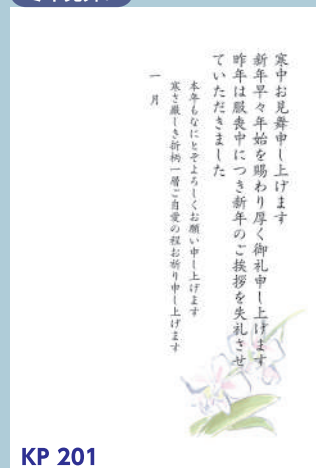 寒中お見舞申し上げます
新年早々年始を賜わり厚く御礼申し上げます
昨年は服喪中につき新年のご挨拶を失礼させ
ていただきました
本年もなにとぞよろしくお願い申し上げます
寒さ厳しき折柄一層ご自愛の程お祈り申し上げます
一月
KP 201